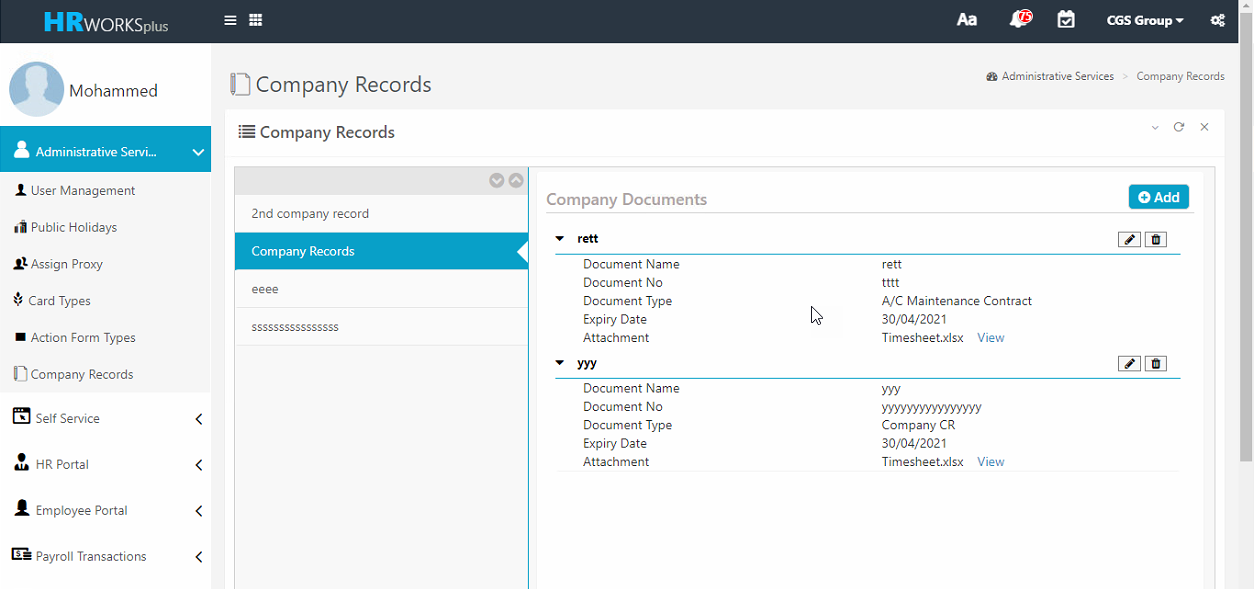 HRWORKSplus
Aa
75
CGS Group
Mohammed
Company Records
Administrative Services > Company Records
Administrative Servi...
User Management
Public Holidays
Assign Proxy
Card Types
Action Form Types
Company Records
Self Service
HR Portal
Employee Portal
Payroll Transactions
Company Records
2nd company record
Company Records
eeee
ssssssssssssssss
Company Documents
Add
rett
Document Name rett
Document No tttt
Document Type A/C Maintenance Contract
Expiry Date 30/04/2021
Attachment Timesheet.xlsx View
yyy
Document Name yyy
Document No yyyyyyyyyyyyyyyy
Document Type Company CR
Expiry Date 30/04/2021
Attachment Timesheet.xlsx View